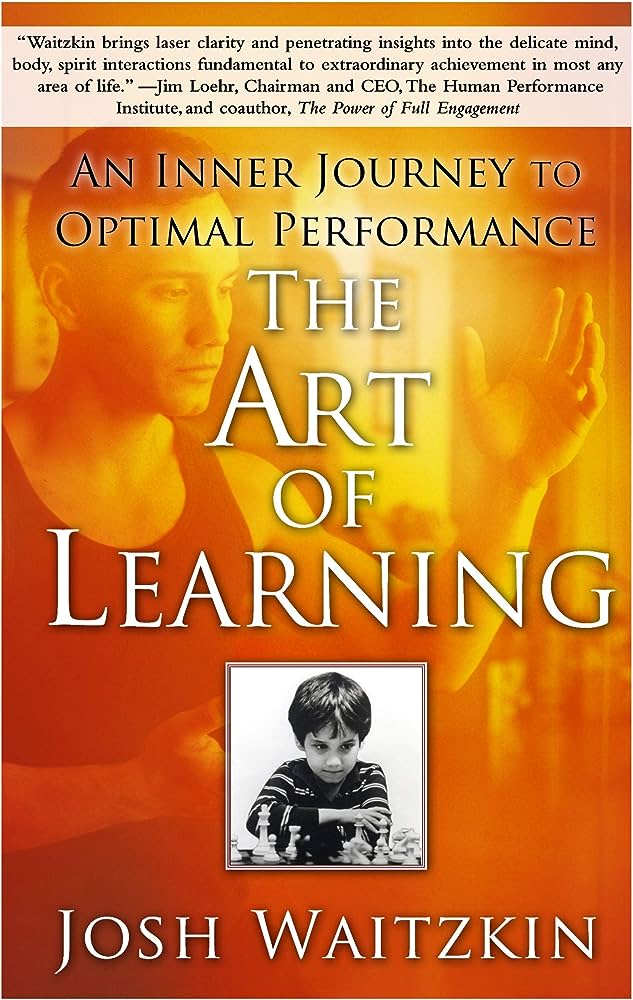 “Waitzkin brings laser clarity and penetrating insights into the delicate mind,
body, spirit interactions fundamental to extraordinary achievement in most any
area of life.” —Jim Loehr, Chairman and CEO, The Human Performance
Institute, and coauthor, The Power of Full Engagement
AN INNER JOURNEY TO
OPTIMAL PERFORMANCE
THE
ART
OF
LEARNING
JOSH WAITZKIN